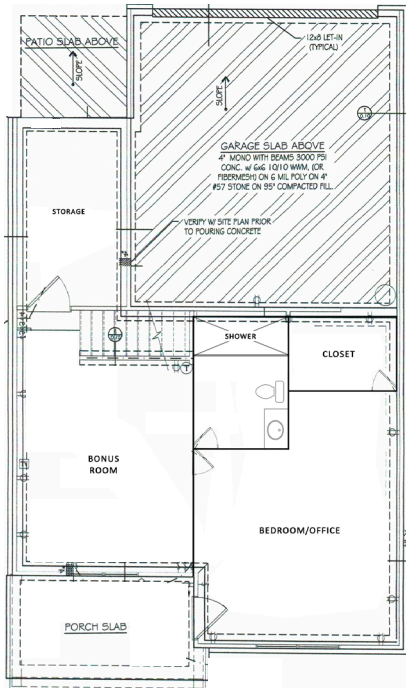 PATIO SLAB ABOVE
SLOPE
SLOPE
12x8 LET-IN
(TYPICAL)
GARAGE SLAB ABOVE
4" MONO WITH BEAMS 3000 PSI
CONC. W/ 6x6 10/10 WWM, (OR
FIBERMESH) ON 6 MIL POLY ON 4"
#57 STONE ON 95% COMPACTED FILL.
STORAGE
VERIFY W/ SITE PLAN PRIOR
TO POURING CONCRETE
SHOWER
CLOSET
T
BONUS
ROOM
BEDROOM/OFFICE
PORCH SLAB